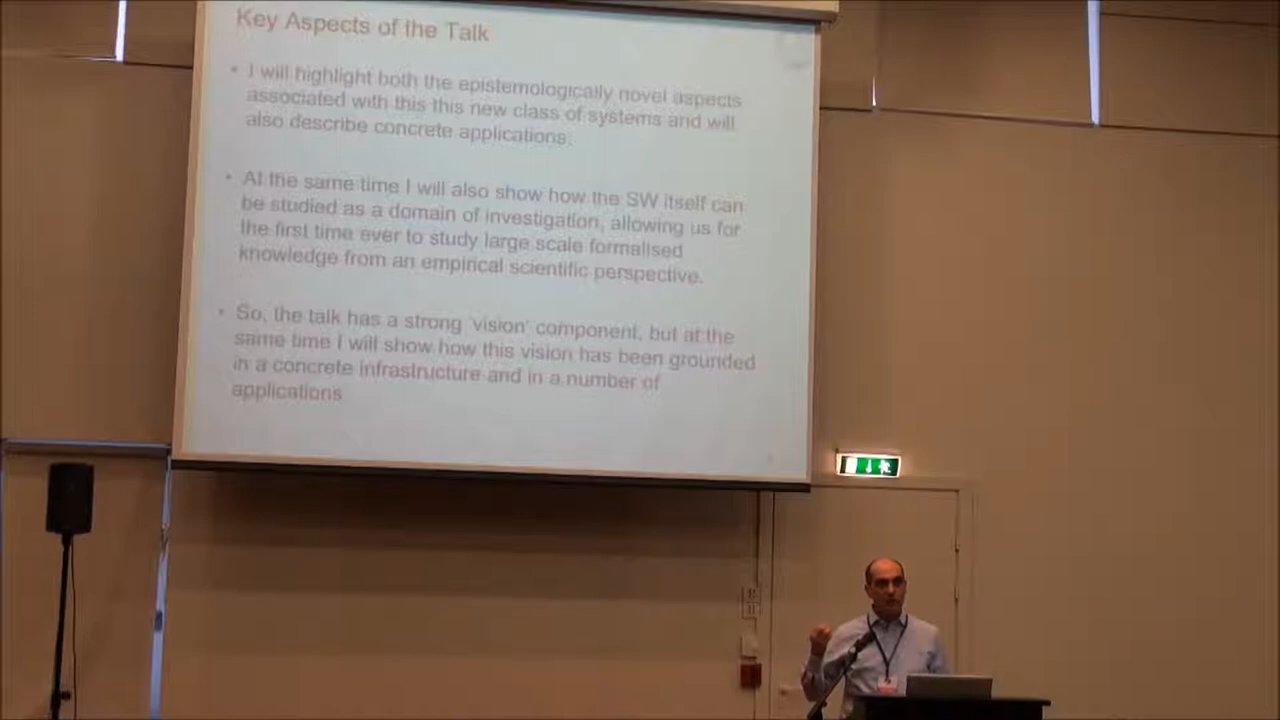 Key Aspects of the Talk
• I will highlight both the epistemologically novel aspects
associated with this this new class of systems and will
also describe concrete applications.
• At the same time I will also show how the SW itself can
be studied as a domain of investigation, allowing us for
the first time ever to study large scale formalised
knowledge from an empirical scientific perspective.
• So, the talk has a strong 'vision' component, but at the
same time I will show how this vision has been grounded
in a concrete infrastructure and in a number of
applications